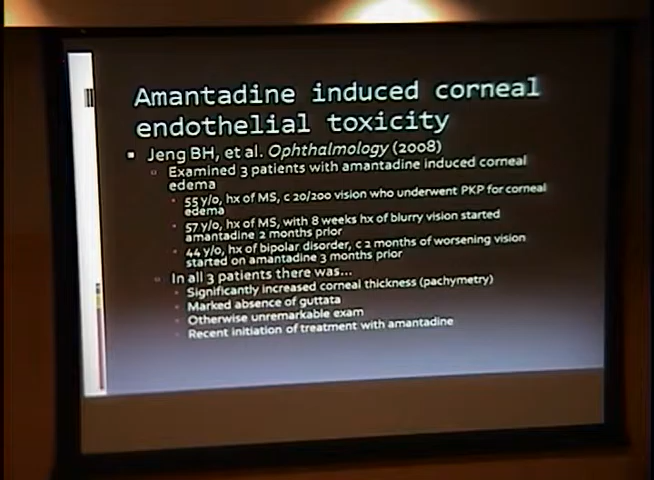 Amantadine induced corneal
endothelial toxicity
Jeng BH, et al. Ophthalmology (2008)
Examined 3 patients with amantadine induced corneal
edema
55 y/o, hx of MS, c 20/200 vision who underwent PKP for corneal
edema
57 y/o, hx of MS, with 8 weeks hx of blurry vision started
amantadine 2 months prior
44 y/o, hx of bipolar disorder, c 2 months of worsening vision
started on amantadine 3 months prior
In all 3 patients there was...
Significantly increased corneal thickness (pachymetry)
Marked absence of guttata
Otherwise unremarkable exam
Recent initiation of treatment with amantadine